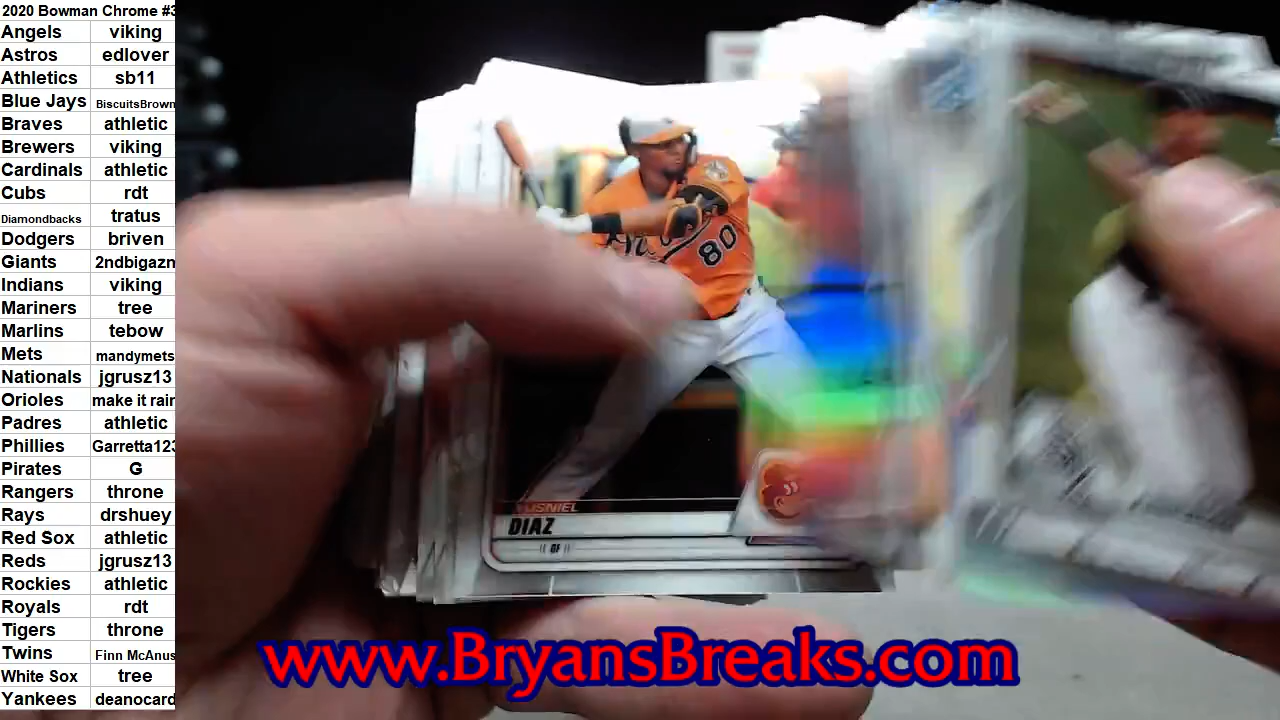 2020 Bowman Chrome #3
Angels viking
Astros edlover
Athletics sb11
Blue Jays BiscuitsBrown
Braves athletic
Brewers viking
Cardinals athletic
Cubs rdt
Diamondbacks tratus
Dodgers briven
Giants 2ndbigazn
Indians viking
Mariners tree
Marlins tebow
Mets mandymets
Nationals jgrusz13
Orioles make it rain
Padres athletic
Phillies Garretta123
Pirates G
Rangers throne
Rays drshuey
Red Sox athletic
Reds jgrusz13
Rockies athletic
Royals rdt
Tigers throne
Twins Finn McAnus
White Sox tree
Yankees deanocard
80
YUSNIEL
DIAZ
OF
www.BryansBreaks.com